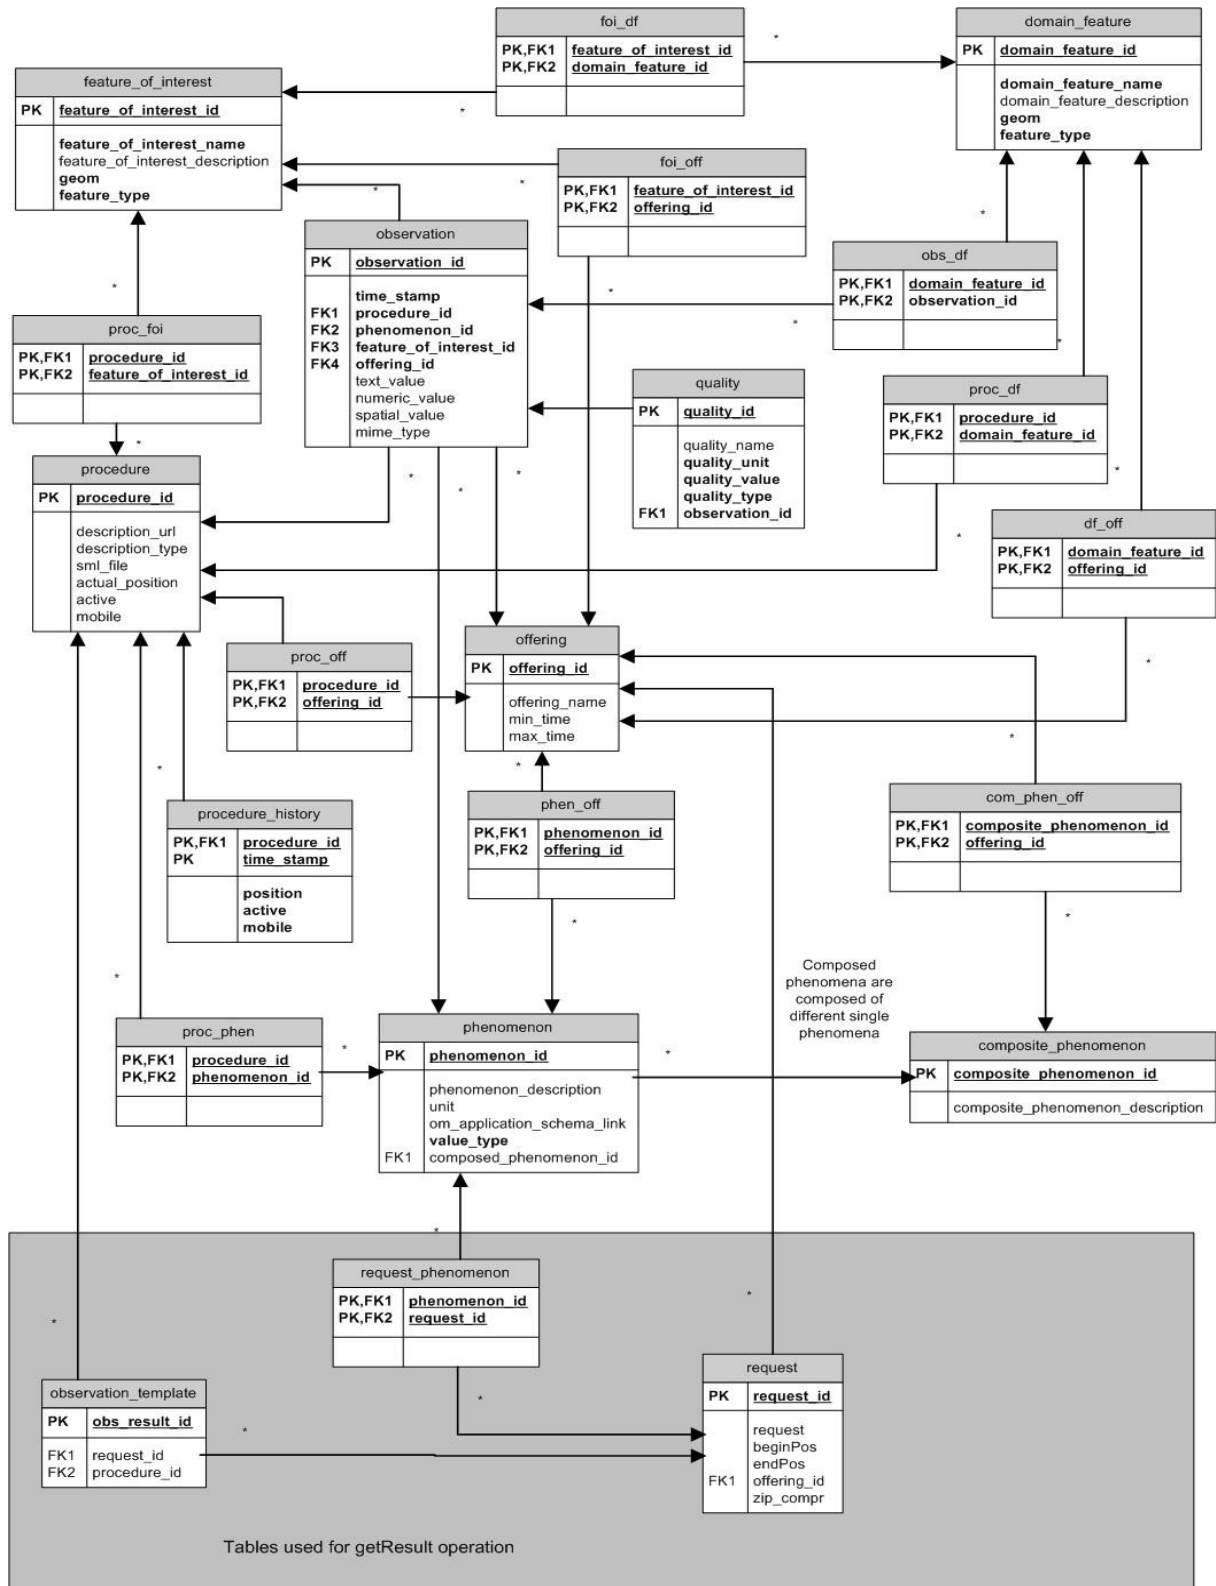 foi_df
PK,FK1 feature_of_interest_id
PK,FK2 domain_feature_id
domain_feature
PK domain_feature_id
domain_feature_name
domain_feature_description
geom
feature_type
feature_of_interest
PK feature_of_interest_id
feature_of_interest_name
feature_of_interest_description
geom
feature_type
foi_off
PK,FK1 feature_of_interest_id
PK,FK2 offering_id
observation
PK observation_id
time_stamp
FK1 procedure_id
FK2 phenomenon_id
FK3 feature_of_interest_id
FK4 offering_id
text_value
numeric_value
spatial_value
mime_type
obs_df
PK,FK1 domain_feature_id
PK,FK2 observation_id
proc_foi
PK,FK1 procedure_id
PK,FK2 feature_of_interest_id
quality
PK quality_id
quality_name
quality_unit
quality_value
quality_type
FK1 observation_id
proc_df
PK,FK1 procedure_id
PK,FK2 domain_feature_id
procedure
PK procedure_id
description_url
description_type
sml_file
actual_position
active
mobile
df_off
PK,FK1 domain_feature_id
PK,FK2 offering_id
proc_off
PK,FK1 procedure_id
PK,FK2 offering_id
offering
PK offering_id
offering_name
min_time
max_time
procedure_history
PK,FK1 procedure_id
PK time_stamp
position
active
mobile
phen_off
PK,FK1 phenomenon_id
PK,FK2 offering_id
com_phen_off
PK,FK1 composite_phenomenon_id
PK,FK2 offering_id
Composed
phenomena are
composed of
different single
phenomena
proc_phen
PK,FK1 procedure_id
PK,FK2 phenomenon_id
phenomenon
PK phenomenon_id
phenomenon_description
unit
om_application_schema_link
value_type
FK1 composed_phenomenon_id
composite_phenomenon
PK composite_phenomenon_id
composite_phenomenon_description
request_phenomenon
PK,FK1 phenomenon_id
PK,FK2 request_id
observation_template
PK obs_result_id
FK1 request_id
FK2 procedure_id
request
PK request_id
request
beginPos
endPos
FK1 offering_id
zip_compr
Tables used for getResult operation